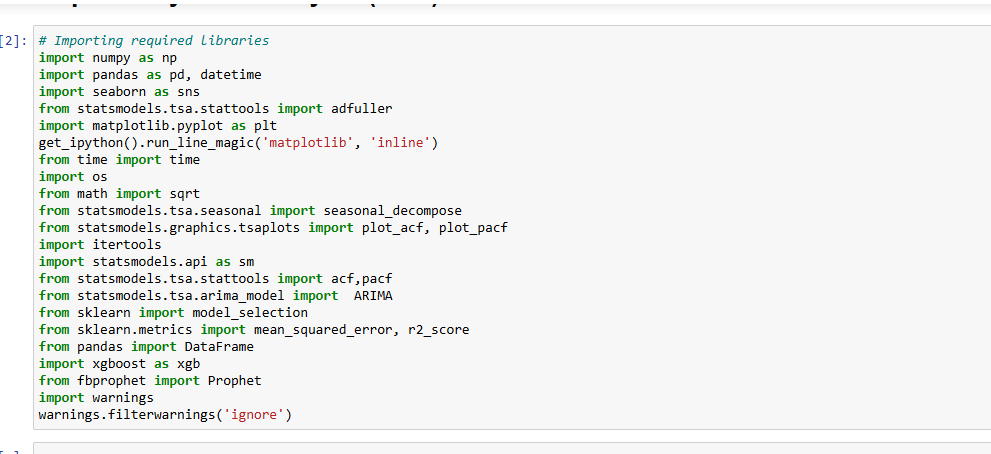 [2]:
# Importing required libraries
import numpy as np
import pandas as pd, datetime
import seaborn as sns
from statsmodels.tsa.stattools import adfuller
import matplotlib.pyplot as plt
get_ipython().run_line_magic('matplotlib', 'inline')
from time import time
import os
from math import sqrt
from statsmodels.tsa.seasonal import seasonal_decompose
from statsmodels.graphics.tsaplots import plot_acf, plot_pacf
import itertools
import statsmodels.api as sm
from statsmodels.tsa.stattools import acf,pacf
from statsmodels.tsa.arima_model import  ARIMA
from sklearn import model_selection
from sklearn.metrics import mean_squared_error, r2_score
from pandas import DataFrame
import xgboost as xgb
from fbprophet import Prophet
import warnings
warnings.filterwarnings('ignore')